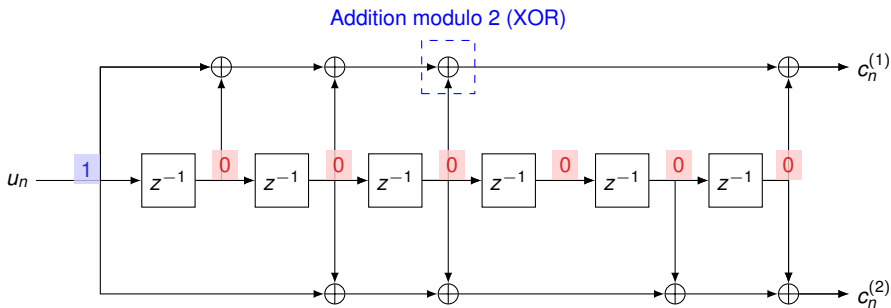 Addition modulo 2 (XOR)
c_n^{(1)}
u_n 1 z^{-1} 0 z^{-1} 0 z^{-1} 0 z^{-1} 0 z^{-1} 0 z^{-1} 0
c_n^{(2)}